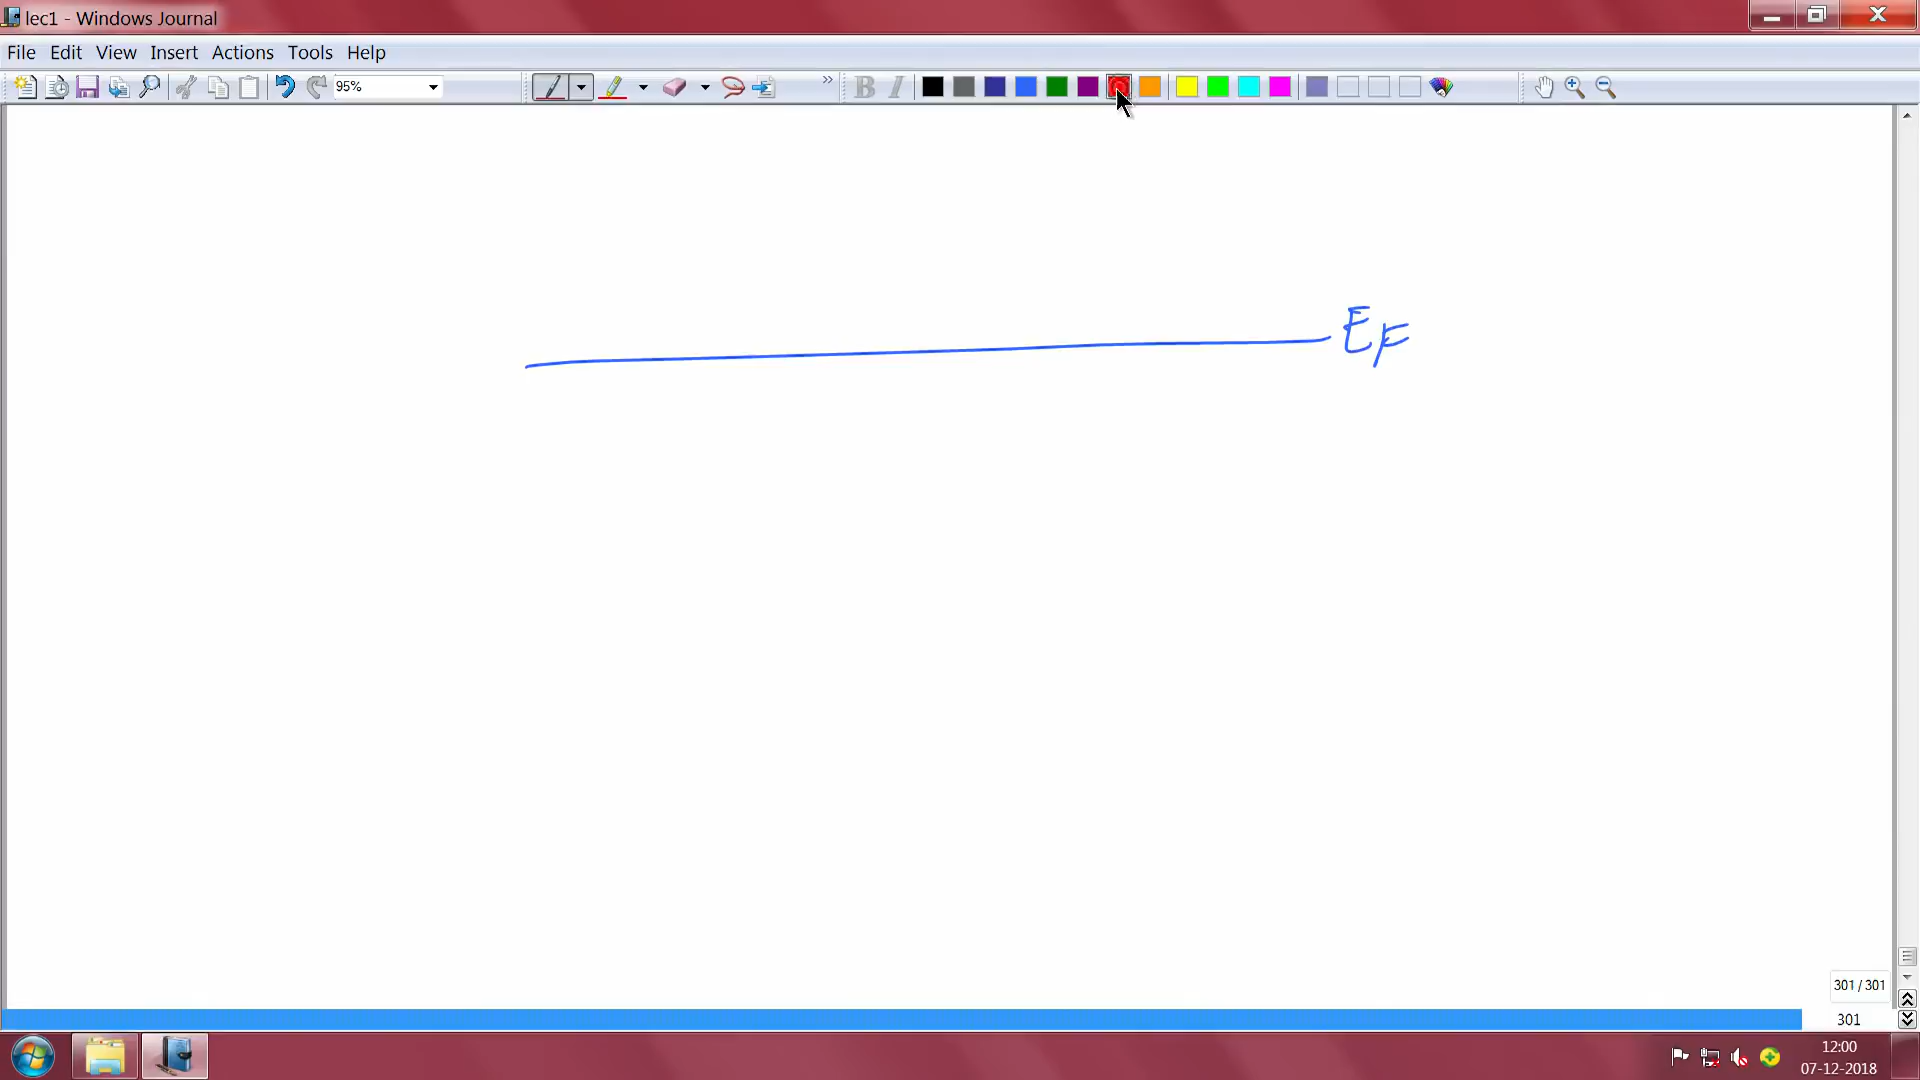 lec1 - Windows Journal
File Edit View Insert Actions Tools Help
95% B I
E_F
301 / 301
301
12:00
07-12-2018